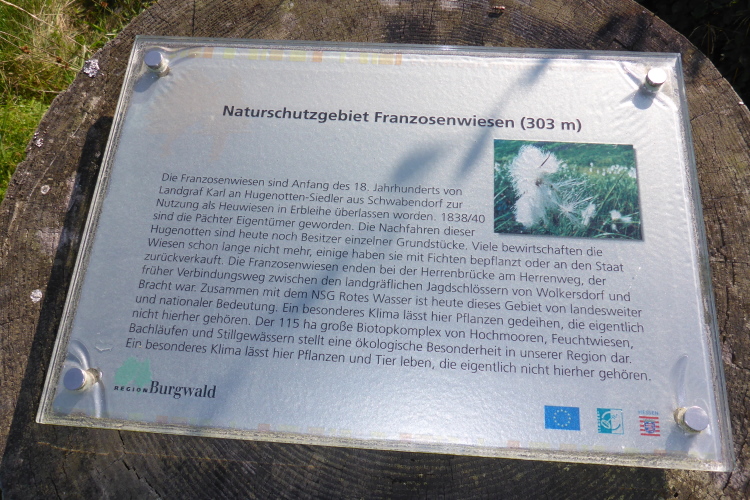 Naturschutzgebiet Franzosenwiesen (303 m)
Die Franzosenwiesen sind Anfang des 18. Jahrhunderts von
Landgraf Karl an Hugenotten-Siedler aus Schwabendorf zur
Nutzung als Heuwiesen in Erbleihe überlassen worden. 1838/40
sind die Pächter Eigentümer geworden. Die Nachfahren dieser
Hugenotten sind heute noch Besitzer einzelner Grundstücke. Viele bewirtschaften die
Wiesen schon lange nicht mehr, einige haben sie mit Fichten bepflanzt oder an den Staat
zurückverkauft. Die Franzosenwiesen enden bei der Herrenbrücke am Herrenweg, der
früher Verbindungsweg zwischen den landgräflichen Jagdschlössern von Wolkersdorf und
Bracht war. Zusammen mit dem NSG Rotes Wasser ist heute dieses Gebiet von landesweiter
und nationaler Bedeutung. Ein besonderes Klima lässt hier Pflanzen gedeihen, die eigentlich
nicht hierher gehören. Der 115 ha große Biotopkomplex von Hochmooren, Feuchtwiesen,
Bachläufen und Stillgewässern stellt eine ökologische Besonderheit in unserer Region dar.
Ein besonderes Klima lässt hier Pflanzen und Tier leben, die eigentlich nicht hierher gehören.
REGION Burgwald
HESSEN